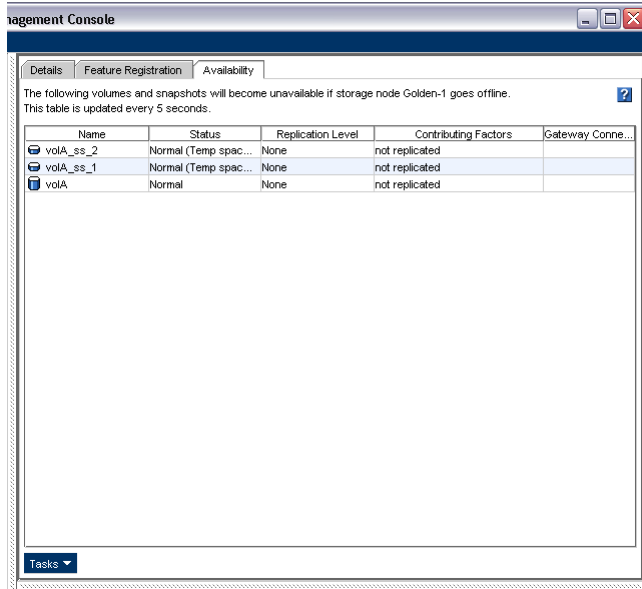 nagement Console
Details Feature Registration Availability
The following volumes and snapshots will become unavailable if storage node Golden-1 goes offline.
This table is updated every 5 seconds.
?
Name Status Replication Level Contributing Factors Gateway Conne...
volA_ss_2 Normal (Temp spac... None not replicated
volA_ss_1 Normal (Temp spac... None not replicated
volA Normal None not replicated
Tasks